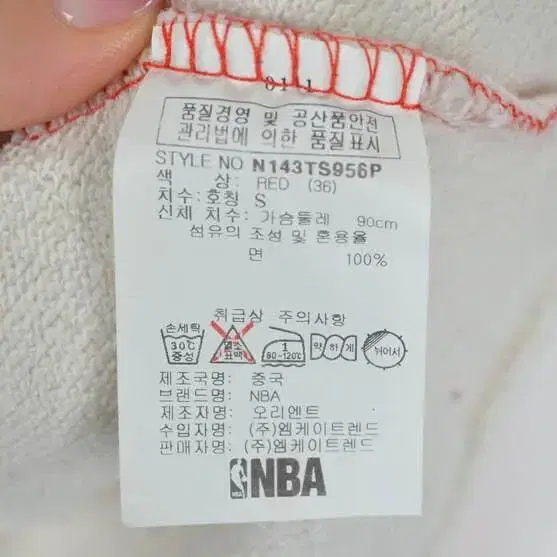 품질경영 및 공산품안전
관리법에 의한 품질표시
STYLE NO N143TS956P
색 상: RED (36)
치수: 호칭 S
신체 치수: 가슴둘레 90cm
섬유의 조성 및 혼용율
면 100%
취급상 주의사항
손세탁
30℃
중성
염소
표백
1
80~120℃
약하게
뉘어서
제조국명: 중국
브랜드명: NBA
제조자명: 오리엔트
수입자명: (주)엠케이트렌드
판매자명: (주)엠케이트렌드
NBA